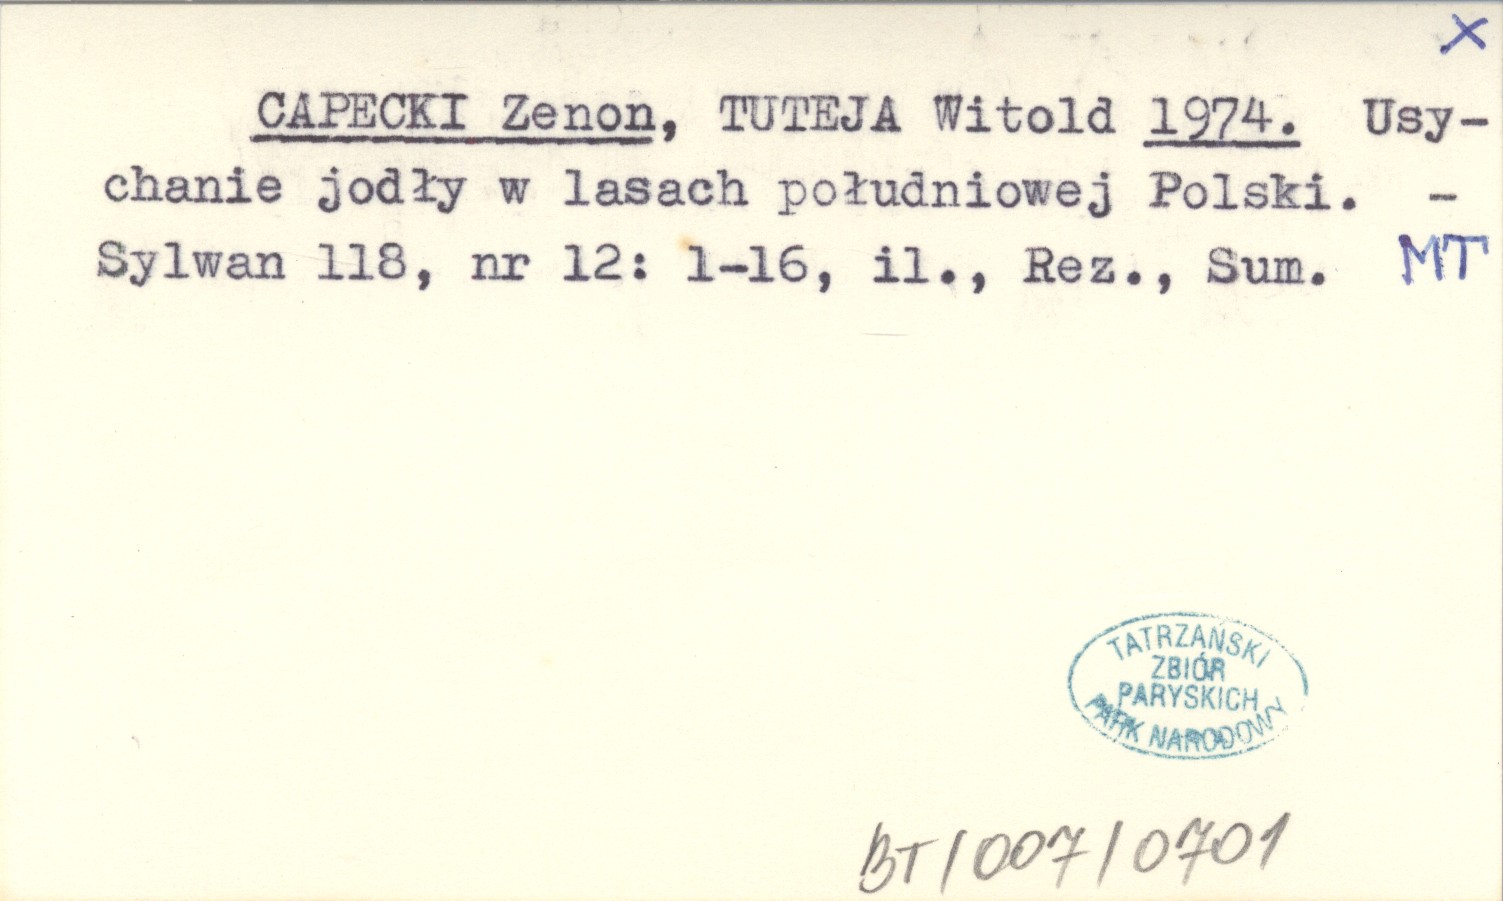 X
CAPECKI Zenon, TUTEJA Witold 1974. Usy-
chanie jodły w lasach południowej Polski. -
Sylwan 118, nr 12: 1-16, il., Rez., Sum. MT
TATRZAŃSKI
ZBIÓR
PARYSKICH
PARK NARODOWY
BT/007/0701